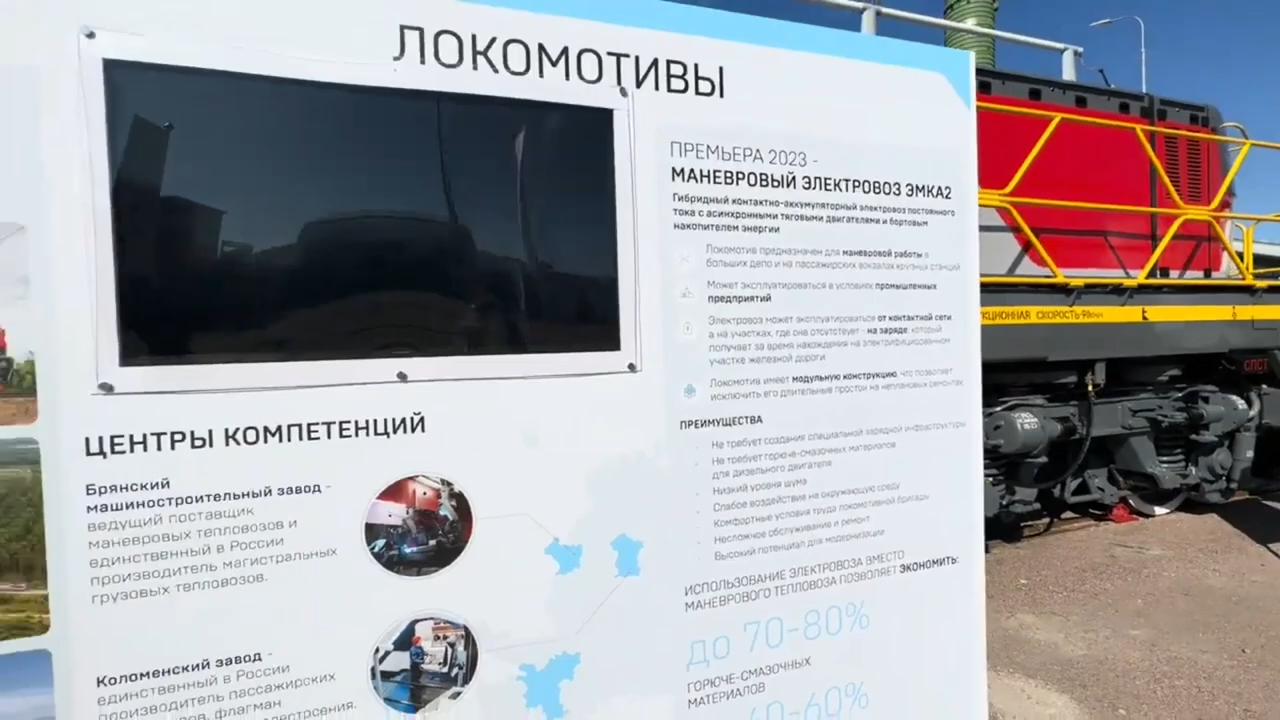 ЛОКОМОТИВЫ
ЦЕНТРЫ КОМПЕТЕНЦИЙ
Брянский
машиностроительный завод -
ведущий поставщик
маневровых тепловозов и
единственный в России
производитель магистральных
грузовых тепловозов.
Коломенский завод -
единственный в России
производитель пассажирских
флагман
ПРЕМЬЕРА 2023 -
МАНЕВРОВЫЙ ЭЛЕКТРОВОЗ ЭМКА2
Гибридный контактно-аккумуляторный электровоз постоянного
тока с асинхронными тяговыми двигателями и бортовым
накопителем энергии
Локомотив предназначен для маневровой работы в
больших депо и на пассажирских вокзалах крупных станций
Может эксплуатироваться в условиях промышленных
предприятий
Электровоз может эксплуатироваться от контактной сети,
а на участках, где она отсутствует - на заряде, который
получает за время нахождения на электрифицированном
участке железной дороги
Локомотив имеет модульную конструкцию, что позволяет
исключить его длительные простои на неплановых ремонтах
ПРЕИМУЩЕСТВА
- Не требует создания специальной зарядной инфраструктуры
- Не требует горюче-смазочных материалов
для дизельного двигателя
- Низкий уровня шума
- Слабое воздействие на окружающую среду
- Комфортные условия труда локомотивной бригады
- Несложное обслуживание и ремонт
- Высокий потенциал для модернизации
ИСПОЛЬЗОВАНИЕ ЭЛЕКТРОВОЗА ВМЕСТО
МАНЕВРОВОГО ТЕПЛОВОЗА ПОЗВОЛЯЕТ ЭКОНОМИТЬ:
ДО 70-80%
ГОРЮЧЕ-СМАЗОЧНЫХ
МАТЕРИАЛОВ
40-60%
СКОРОСТЬ-90км/ч
СПСТ